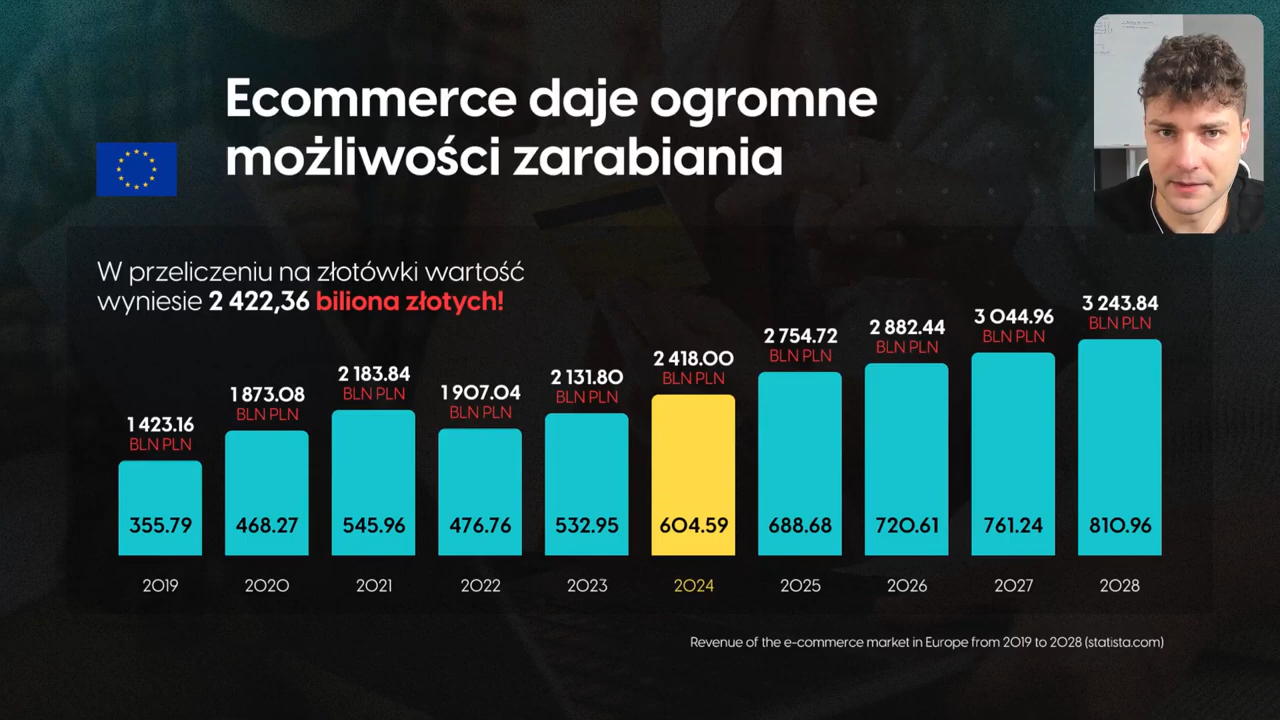 Ecommerce daje ogromne
możliwości zarabiania
W przeliczeniu na złotówki wartość
wyniesie 2 422,36 biliona złotych!
1 423.16
BLN PLN
1 873.08
BLN PLN
2 183.84
BLN PLN
1 907.04
BLN PLN
2 131.80
BLN PLN
2 418.00
BLN PLN
2 754.72
BLN PLN
2 882.44
BLN PLN
3 044.96
BLN PLN
3 243.84
BLN PLN
355.79 468.27 545.96 476.76 532.95 604.59 688.68 720.61 761.24 810.96
2019 2020 2021 2022 2023 2024 2025 2026 2027 2028
Revenue of the e-commerce market in Europe from 2019 to 2028 (statista.com)